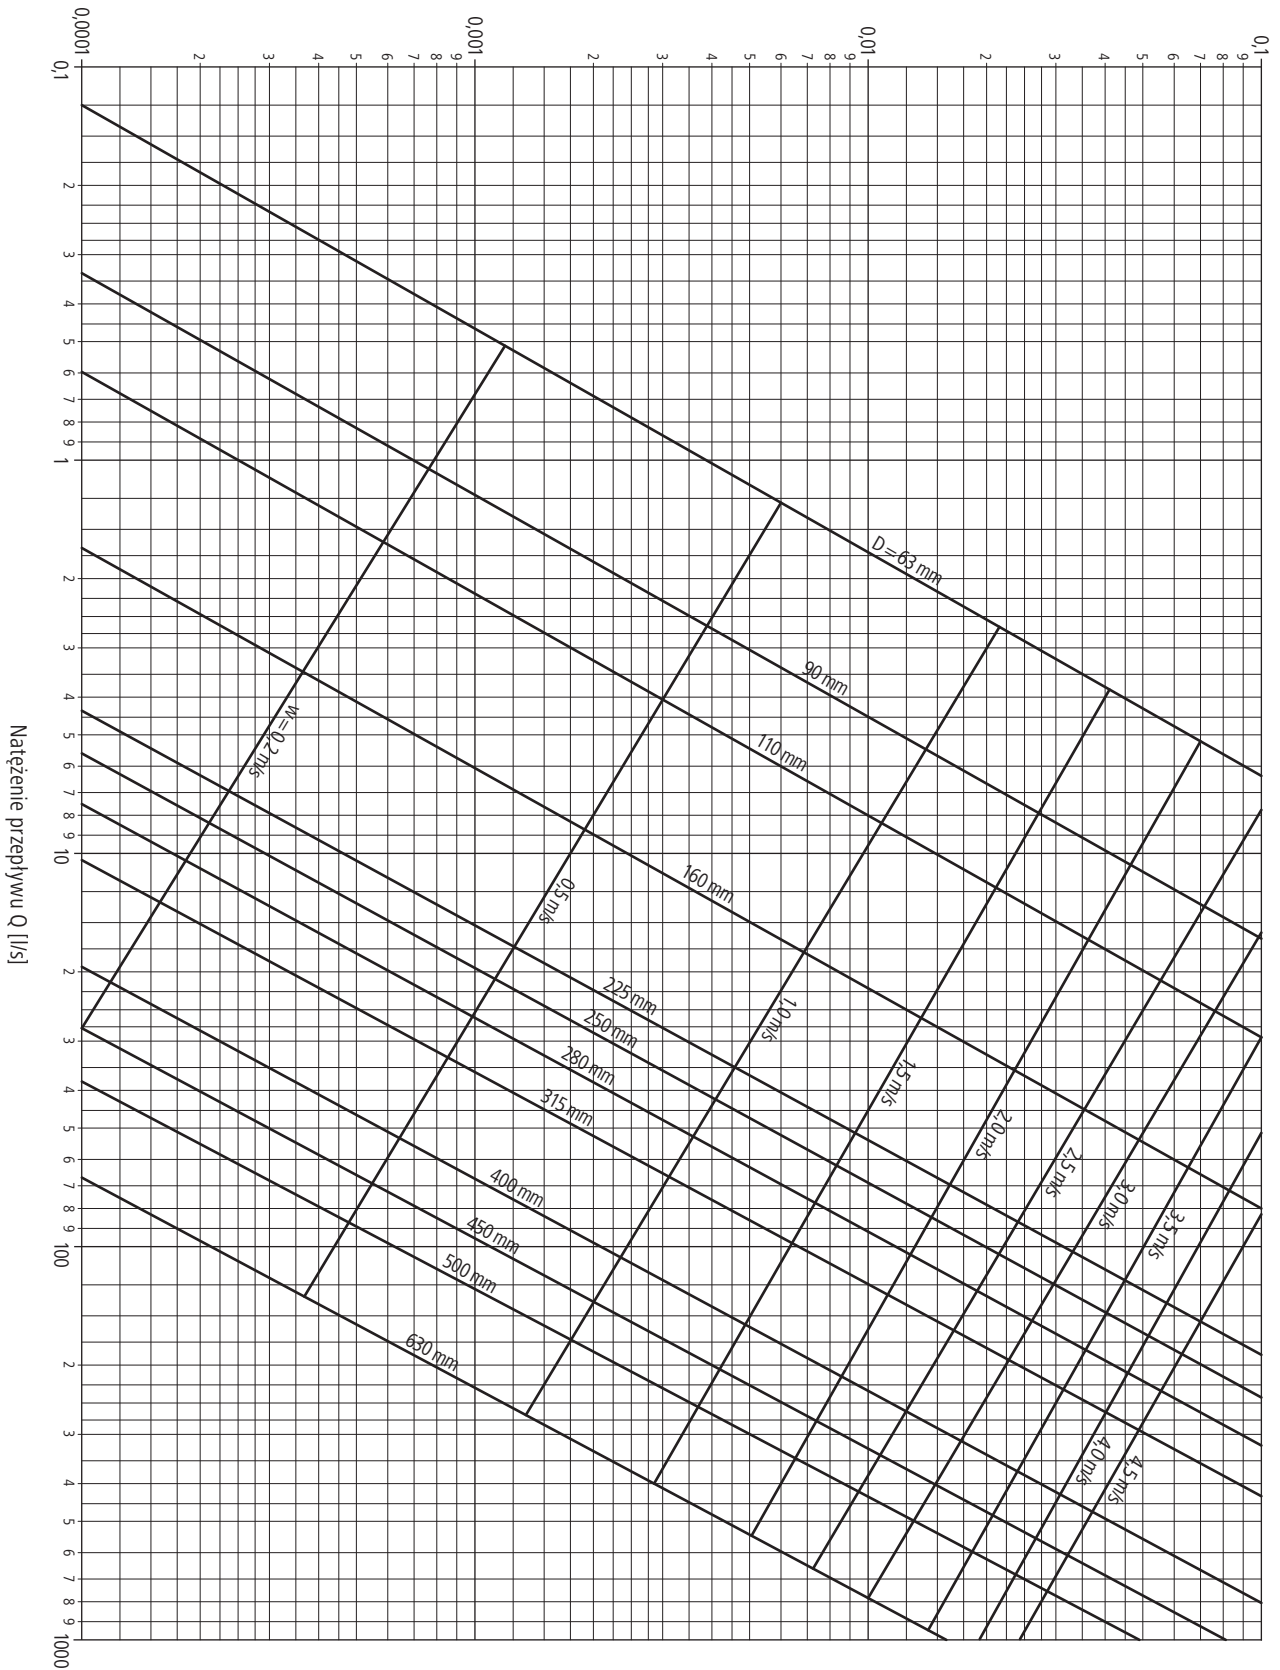 0,0001 2 3 4 5 6 7 8 9 0,001 2 3 4 5 6 7 8 9 0,01 2 3 4 5 6 7 8 9 0,1
0,1 2 3 4 5 6 7 8 9 1 2 3 4 5 6 7 8 9 10 2 3 4 5 6 7 8 9 100 2 3 4 5 6 7 8 9 1000
Natężenie przepływu Q [l/s]
D = 63 mm
90 mm
110 mm
160 mm
225 mm
250 mm
280 mm
315 mm
400 mm
450 mm
500 mm
630 mm
w = 0,2 m/s
0,5 m/s
1,0 m/s
1,5 m/s
2,0 m/s
2,5 m/s
3,0 m/s
3,5 m/s
4,0 m/s
4,5 m/s